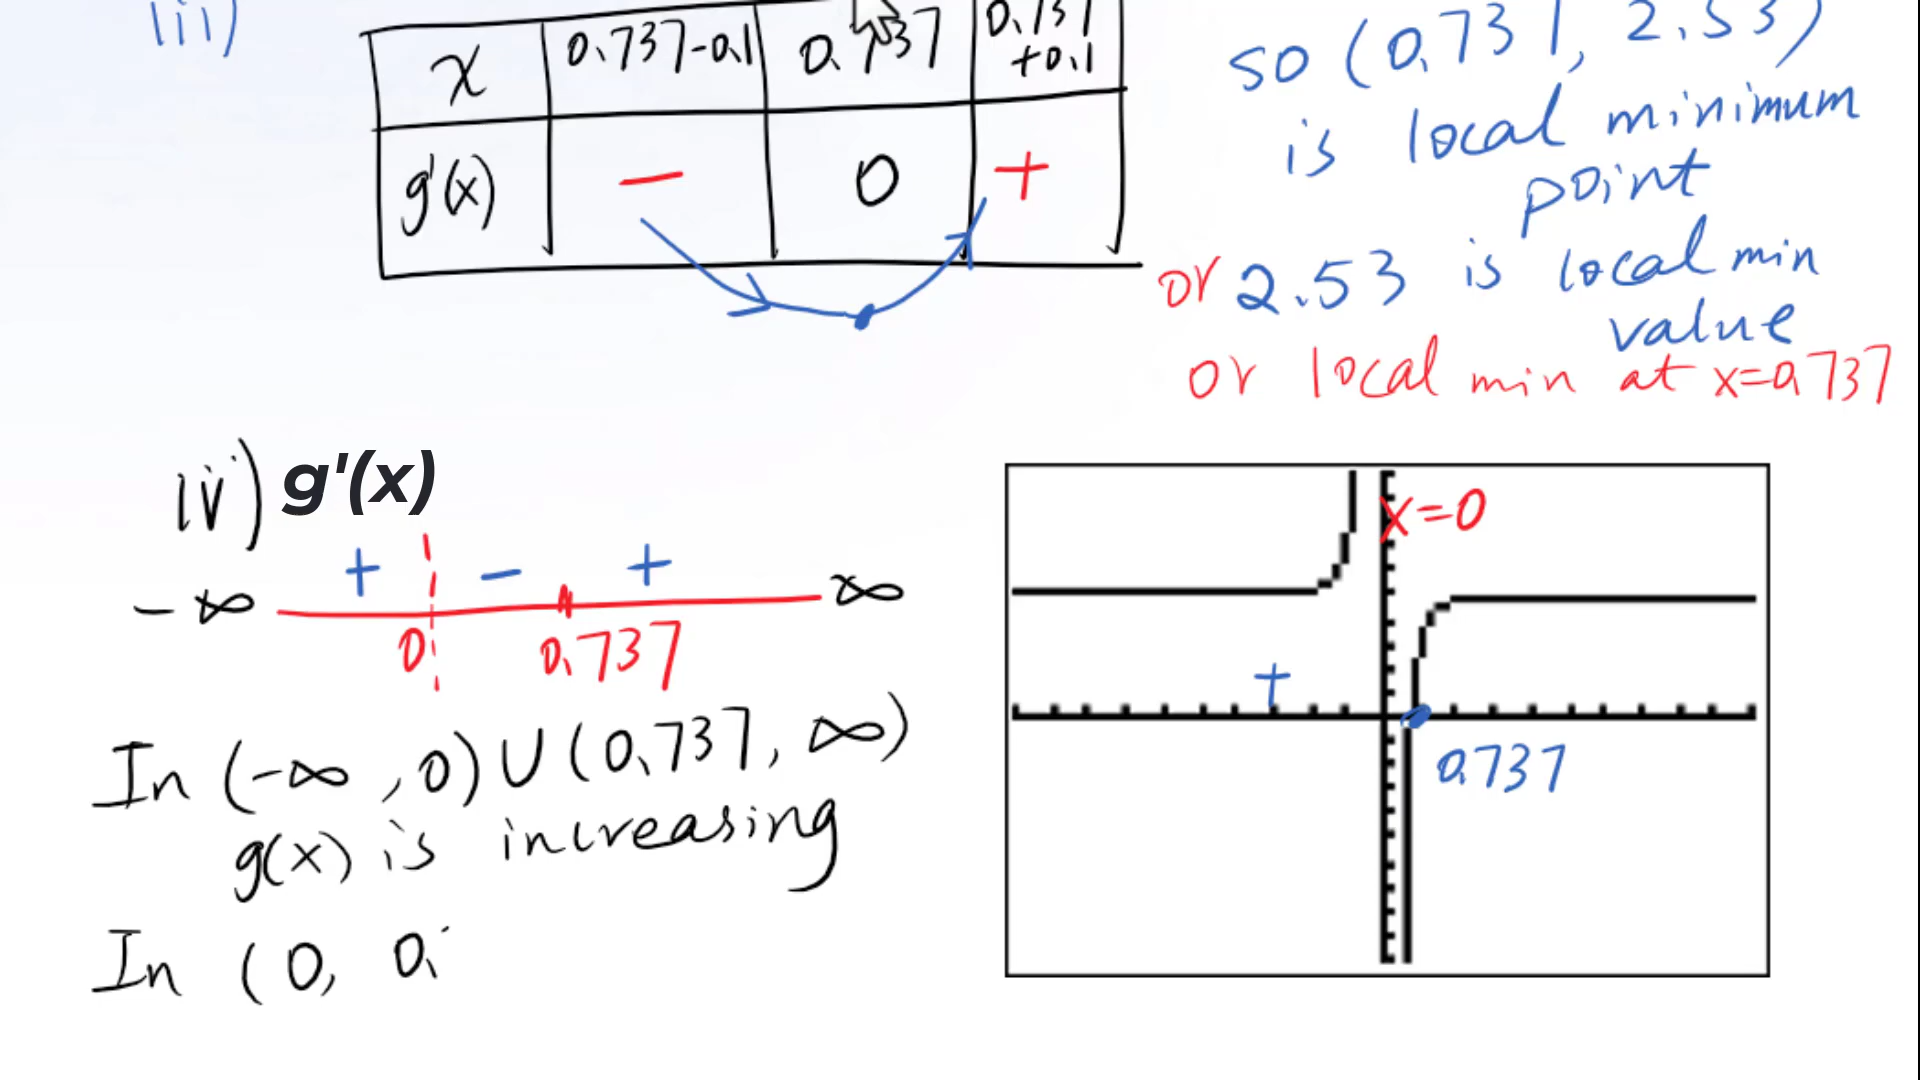 iii)
x 0.737-0.1 0.737 0.737 +0.1
g'(x) − 0 +
so (0.737, 2.53)
is local minimum
point
or 2.53 is local min
value
or local min at x=0.737
iv) g'(x)
+ − +
-∞ ∞
0 0.737
In (-∞, 0) ∪ (0.737, ∞)
g(x) is increasing
In (0, 0.
x=0
+
0.737